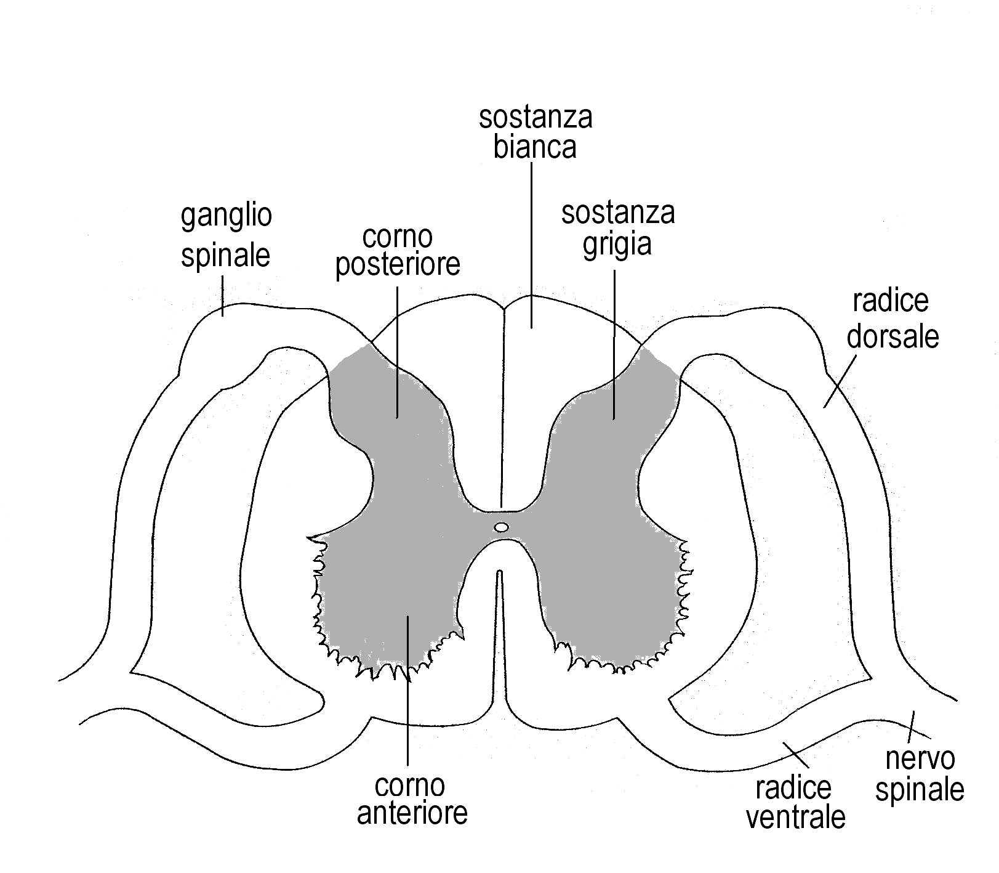 sostanza
bianca
ganglio
spinale
corno
posteriore
sostanza
grigia
radice
dorsale
corno
anteriore
radice
ventrale
nervo
spinale